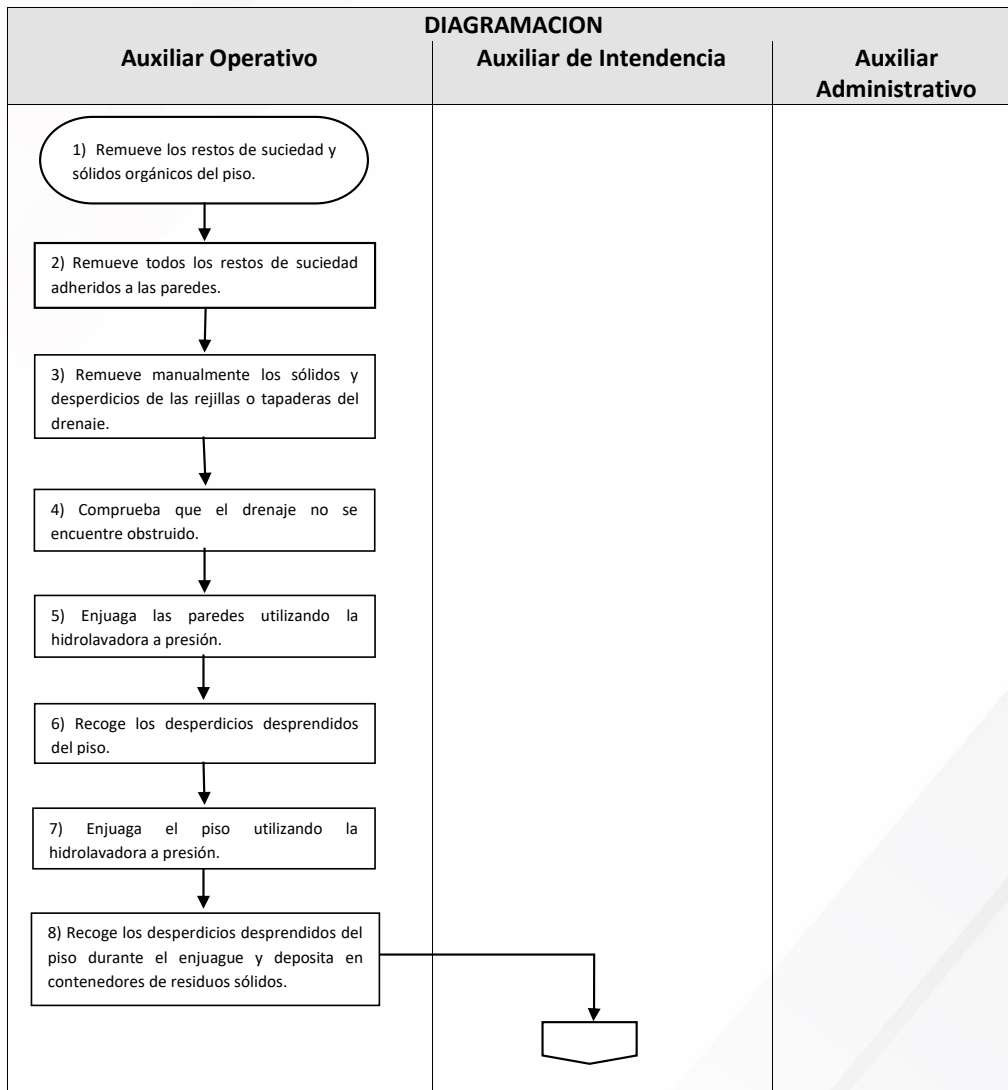 DIAGRAMACION
Auxiliar Operativo
Auxiliar de Intendencia
Auxiliar
Administrativo
1) Remueve los restos de suciedad y
sólidos orgánicos del piso.
2) Remueve todos los restos de suciedad
adheridos a las paredes.
3) Remueve manualmente los sólidos y
desperdicios de las rejillas o tapaderas del
drenaje.
4) Comprueba que el drenaje no se
encuentre obstruido.
5) Enjuaga las paredes utilizando la
hidrolavadora a presión.
6) Recoge los desperdicios desprendidos
del piso.
7) Enjuaga el piso utilizando la
hidrolavadora a presión.
8) Recoge los desperdicios desprendidos del
piso durante el enjuague y deposita en
contenedores de residuos sólidos.